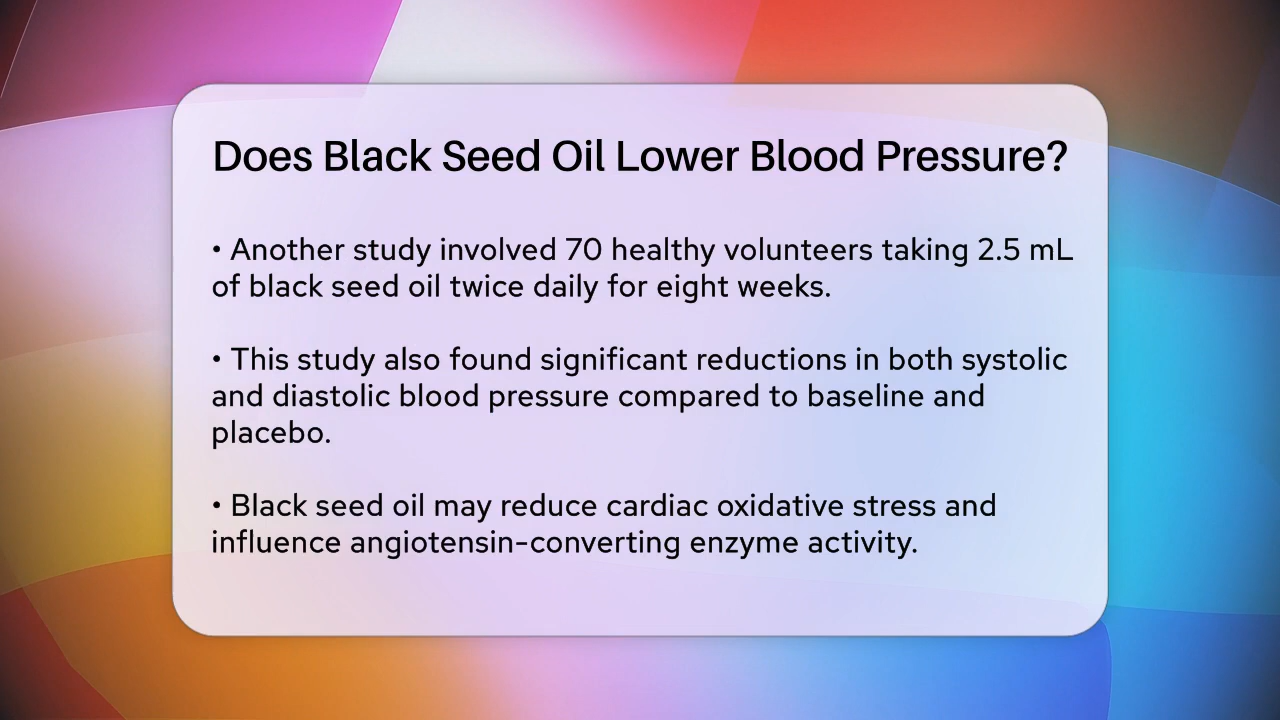 Does Black Seed Oil Lower Blood Pressure?
• Another study involved 70 healthy volunteers taking 2.5 mL
of black seed oil twice daily for eight weeks.
• This study also found significant reductions in both systolic
and diastolic blood pressure compared to baseline and
placebo.
• Black seed oil may reduce cardiac oxidative stress and
influence angiotensin-converting enzyme activity.